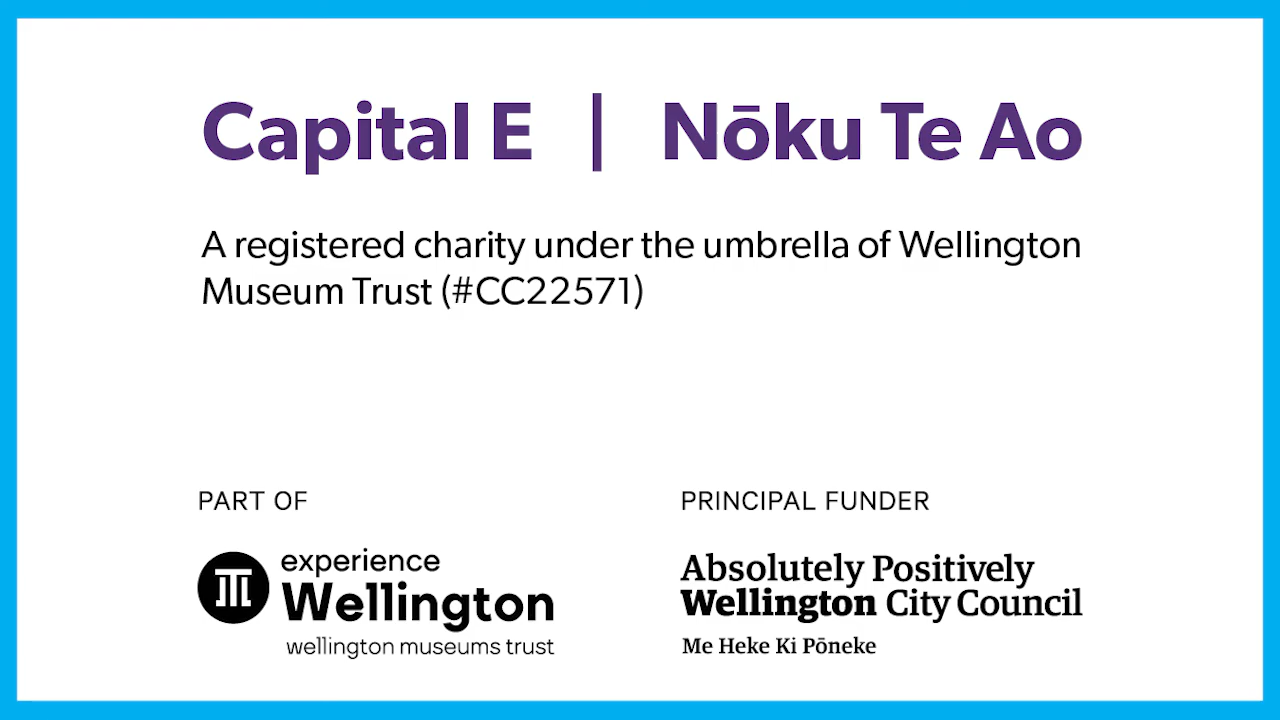 Capital E | Nōku Te Ao
A registered charity under the umbrella of Wellington
Museum Trust (#CC22571)
PART OF
experience
Wellington
wellington museums trust
PRINCIPAL FUNDER
Absolutely Positively
Wellington City Council
Me Heke Ki Pōneke